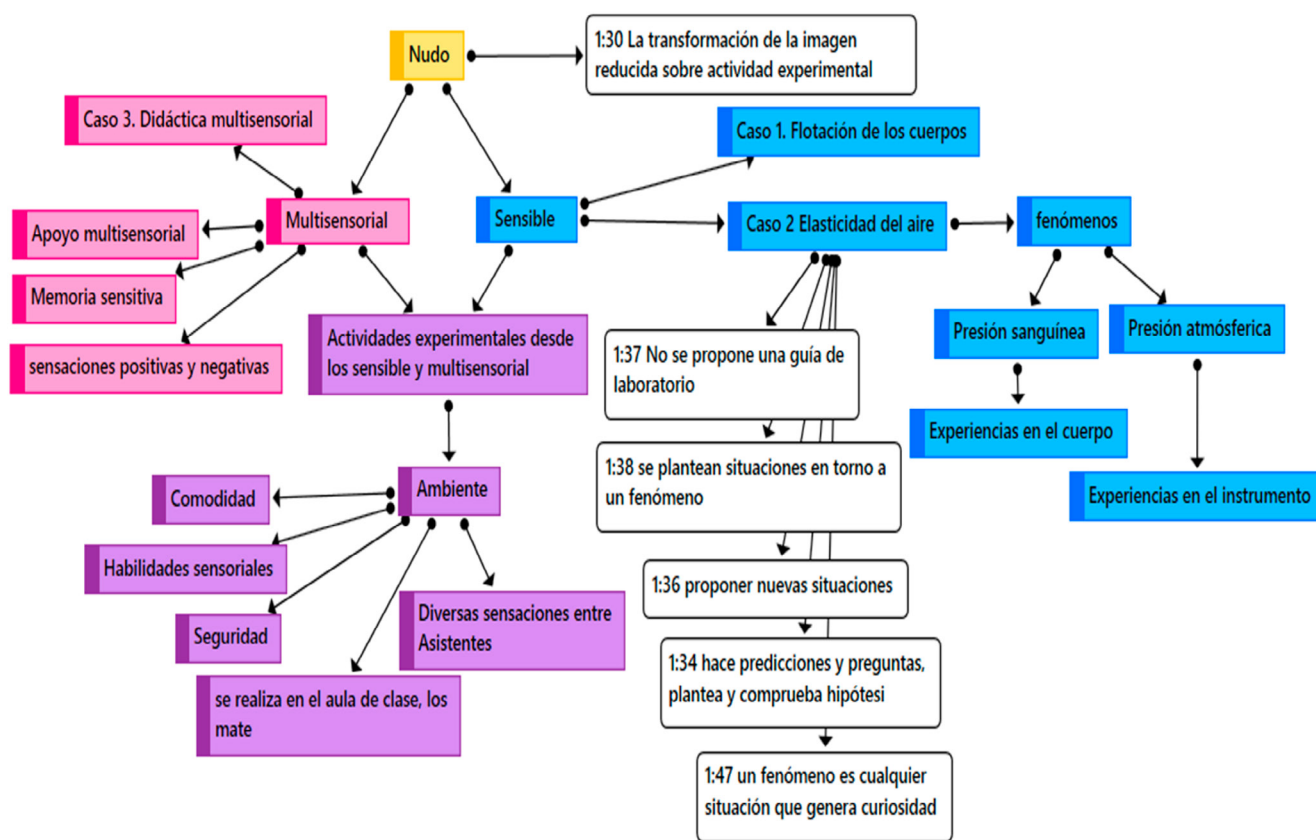 Nudo
1:30 La transformación de la imagen
reducida sobre actividad experimental
Caso 3. Didáctica multisensorial
Caso 1. Flotación de los cuerpos
Multisensorial
Sensible
Caso 2 Elasticidad del aire
fenómenos
Apoyo multisensorial
Memoria sensitiva
sensaciones positivas y negativas
Actividades experimentales desde
los sensible y multisensorial
1:37 No se propone una guía de
laboratorio
Presión sanguínea
Presión atmósferica
Experiencias en el cuerpo
Experiencias en el instrumento
1:38 se plantean situaciones en torno a
un fenómeno
Ambiente
Comodidad
Habilidades sensoriales
Seguridad
Diversas sensaciones entre
Asistentes
se realiza en el aula de clase, los
mate
1:36 proponer nuevas situaciones
1:34 hace predicciones y preguntas,
plantea y comprueba hipótesi
1:47 un fenómeno es cualquier
situación que genera curiosidad